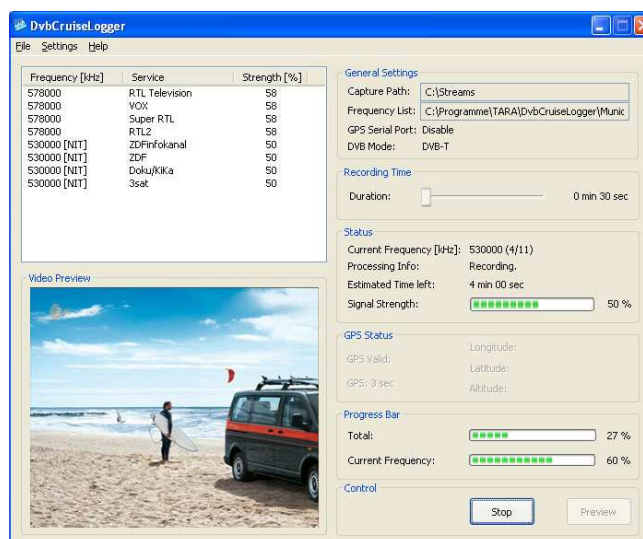 DvbCruiseLogger
File Settings Help
Frequency [kHz] Service Strength [%]
578000 RTL Television 58
578000 VOX 58
578000 Super RTL 58
578000 RTL2 58
530000 [NIT] ZDFinfokanal 50
530000 [NIT] ZDF 50
530000 [NIT] Doku/KiKa 50
530000 [NIT] 3sat 50
Video Preview
General Settings
Capture Path: C:\Streams
Frequency List: C:\Programme\TARA\DvbCruiseLogger\Munic
GPS Serial Port: Disable
DVB Mode: DVB-T
Recording Time
Duration: 0 min 30 sec
Status
Current Frequency [kHz]: 530000 (4/11)
Processing Info: Recording.
Estimated Time left: 4 min 00 sec
Signal Strength: 50 %
GPS Status
GPS Valid: Longitude:
Latitude:
GPS: 3 sec
Altitude:
Progress Bar
Total: 27 %
Current Frequency: 60 %
Control
Stop Preview